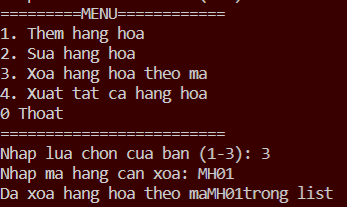 =========MENU============
1. Them hang hoa
2. Sua hang hoa
3. Xoa hang hoa theo ma
4. Xuat tat ca hang hoa
0 Thoat
=========================
Nhap lua chon cua ban (1-3): 3
Nhap ma hang can xoa: MH01
Da xoa hang hoa theo maMH01trong list